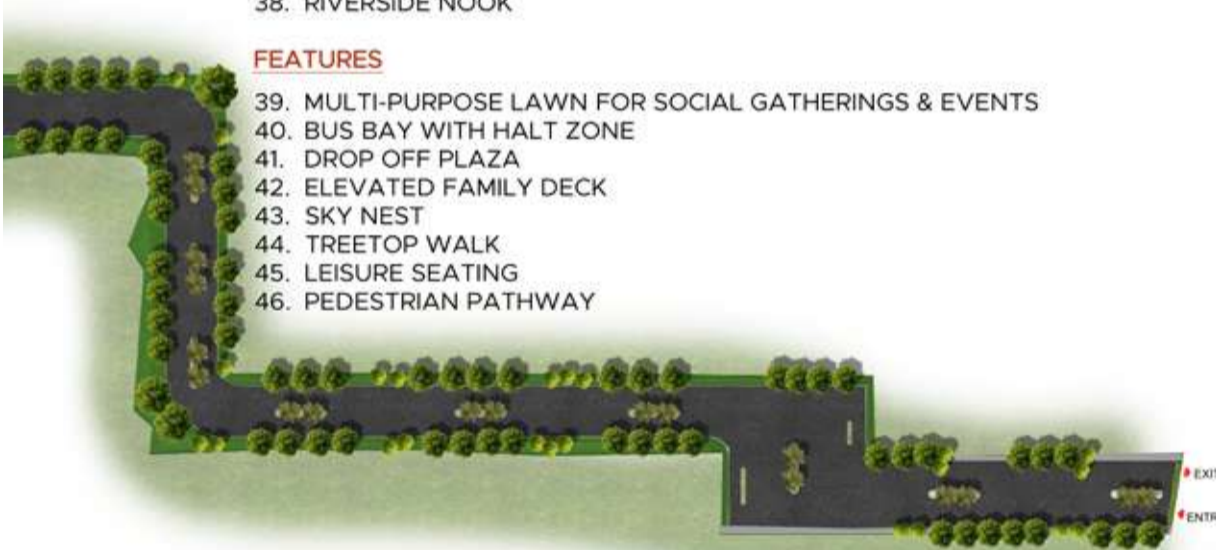 38. RIVERSIDE NOOK
FEATURES
39. MULTI-PURPOSE LAWN FOR SOCIAL GATHERINGS & EVENTS
40. BUS BAY WITH HALT ZONE
41. DROP OFF PLAZA
42. ELEVATED FAMILY DECK
43. SKY NEST
44. TREETOP WALK
45. LEISURE SEATING
46. PEDESTRIAN PATHWAY
EXI
ENTR